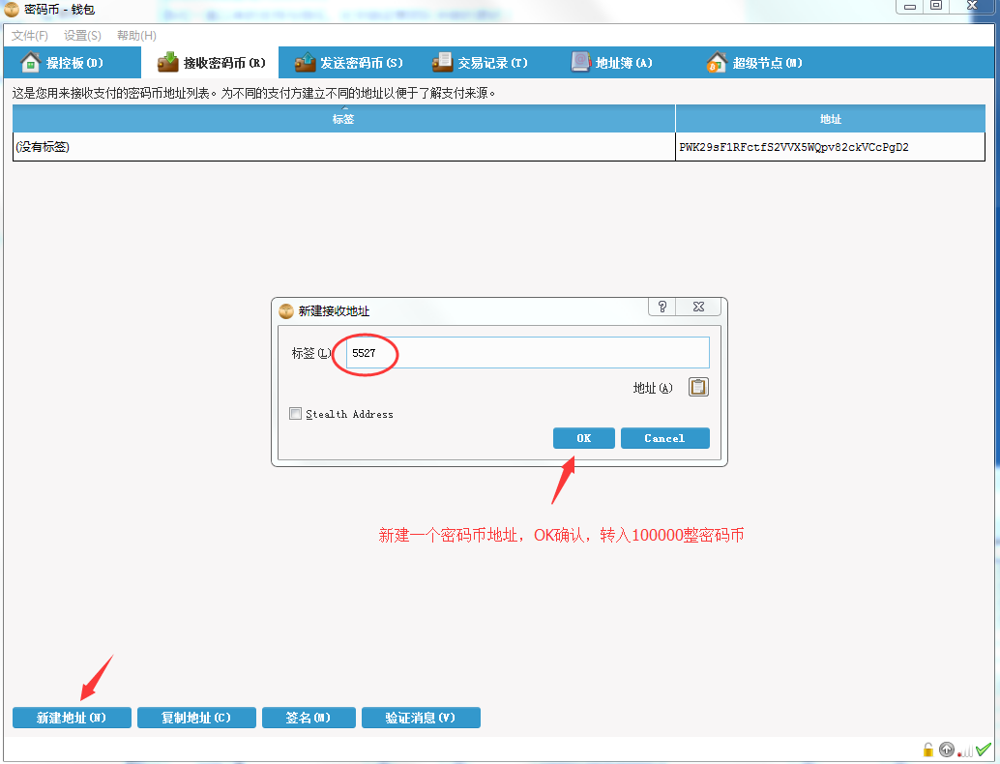 密码币 - 钱包
文件(F) 设置(S) 帮助(H)
操控板(D) 接收密码币(R) 发送密码币(S) 交易记录(T) 地址簿(A) 超级节点(M)
这是您用来接收支付的密码币地址列表。为不同的支付方建立不同的地址以便于了解支付来源。
标签 地址
(没有标签) PWK29sF1RFctfS2VVX5WQpv82ckVCcPgD2
新建接收地址
标签(L) 5527
地址(A)
Stealth Address
OK Cancel
新建一个密码币地址，OK确认，转入100000整密码币
新建地址(N) 复制地址(C) 签名(M) 验证消息(V)